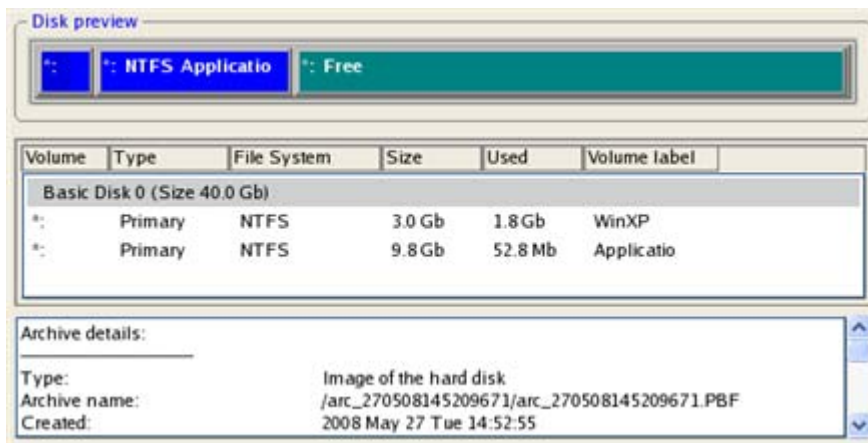 Disk preview
*: *: NTFS Applicatio *: Free
Volume Type File System Size Used Volume label
Basic Disk 0 (Size 40.0 Gb)
*: Primary NTFS 3.0 Gb 1.8 Gb WinXP
*: Primary NTFS 9.8 Gb 52.8 Mb Applicatio
Archive details:
Type: Image of the hard disk
Archive name: /arc_270508145209671/arc_270508145209671.PBF
Created: 2008 May 27 Tue 14:52:55